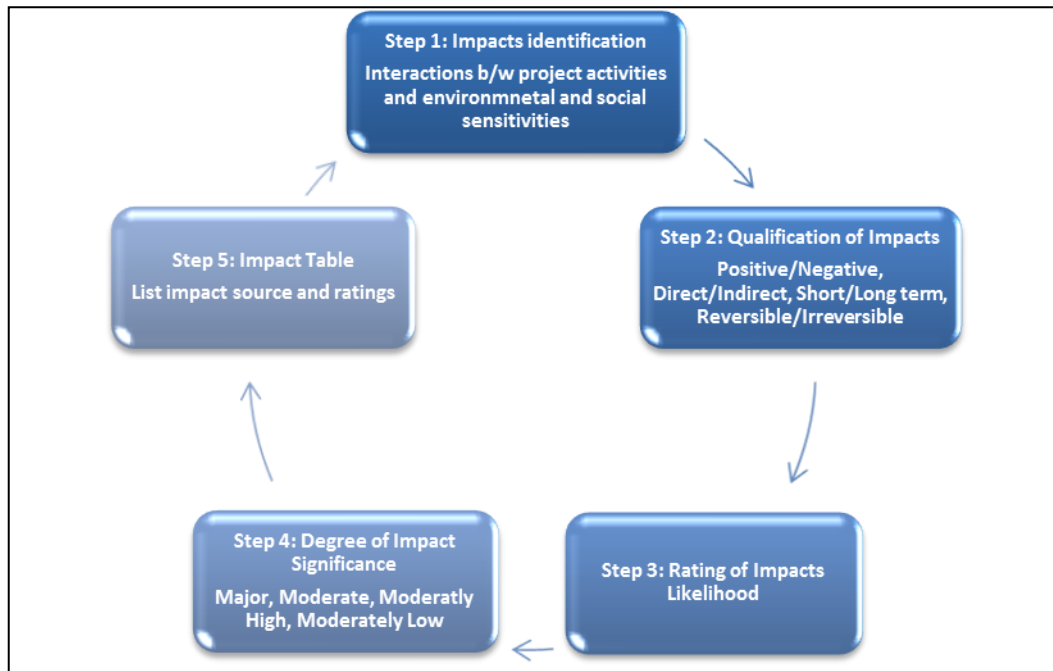 Step 1: Impacts identification
Interactions b/w project activities
and environmnetal and social
sensitivities
Step 2: Qualification of Impacts
Positive/Negative,
Direct/Indirect, Short/Long term,
Reversible/Irreversible
Step 3: Rating of Impacts
Likelihood
Step 4: Degree of Impact
Significance
Major, Moderate, Moderatly
High, Moderately Low
Step 5: Impact Table
List impact source and ratings